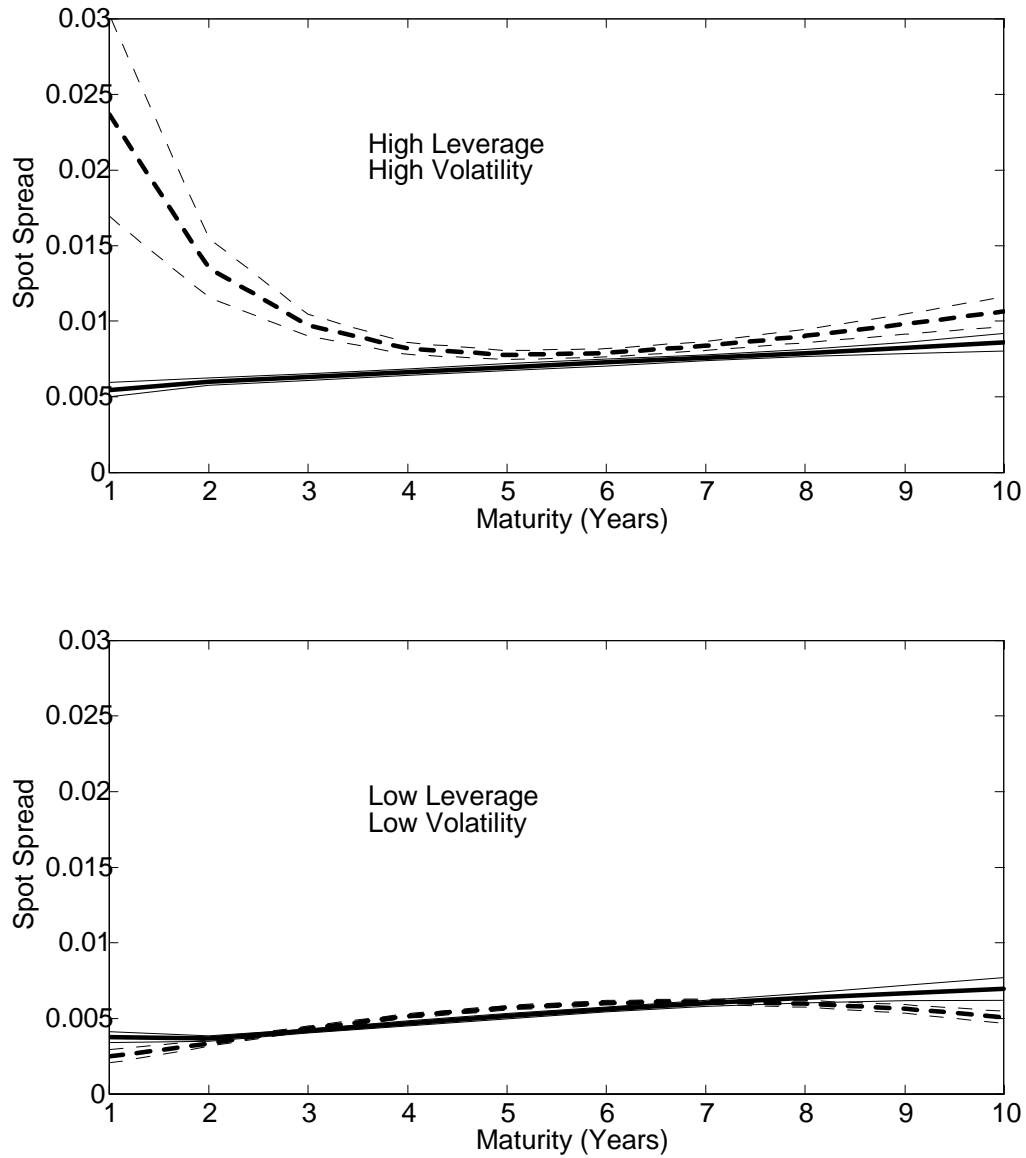 0.03
0.025
0.02
0.015
0.01
0.005
0
Spot Spread
High Leverage
High Volatility
1 2 3 4 5 6 7 8 9 10
Maturity (Years)
0.03
0.025
0.02
0.015
0.01
0.005
0
Spot Spread
Low Leverage
Low Volatility
1 2 3 4 5 6 7 8 9 10
Maturity (Years)